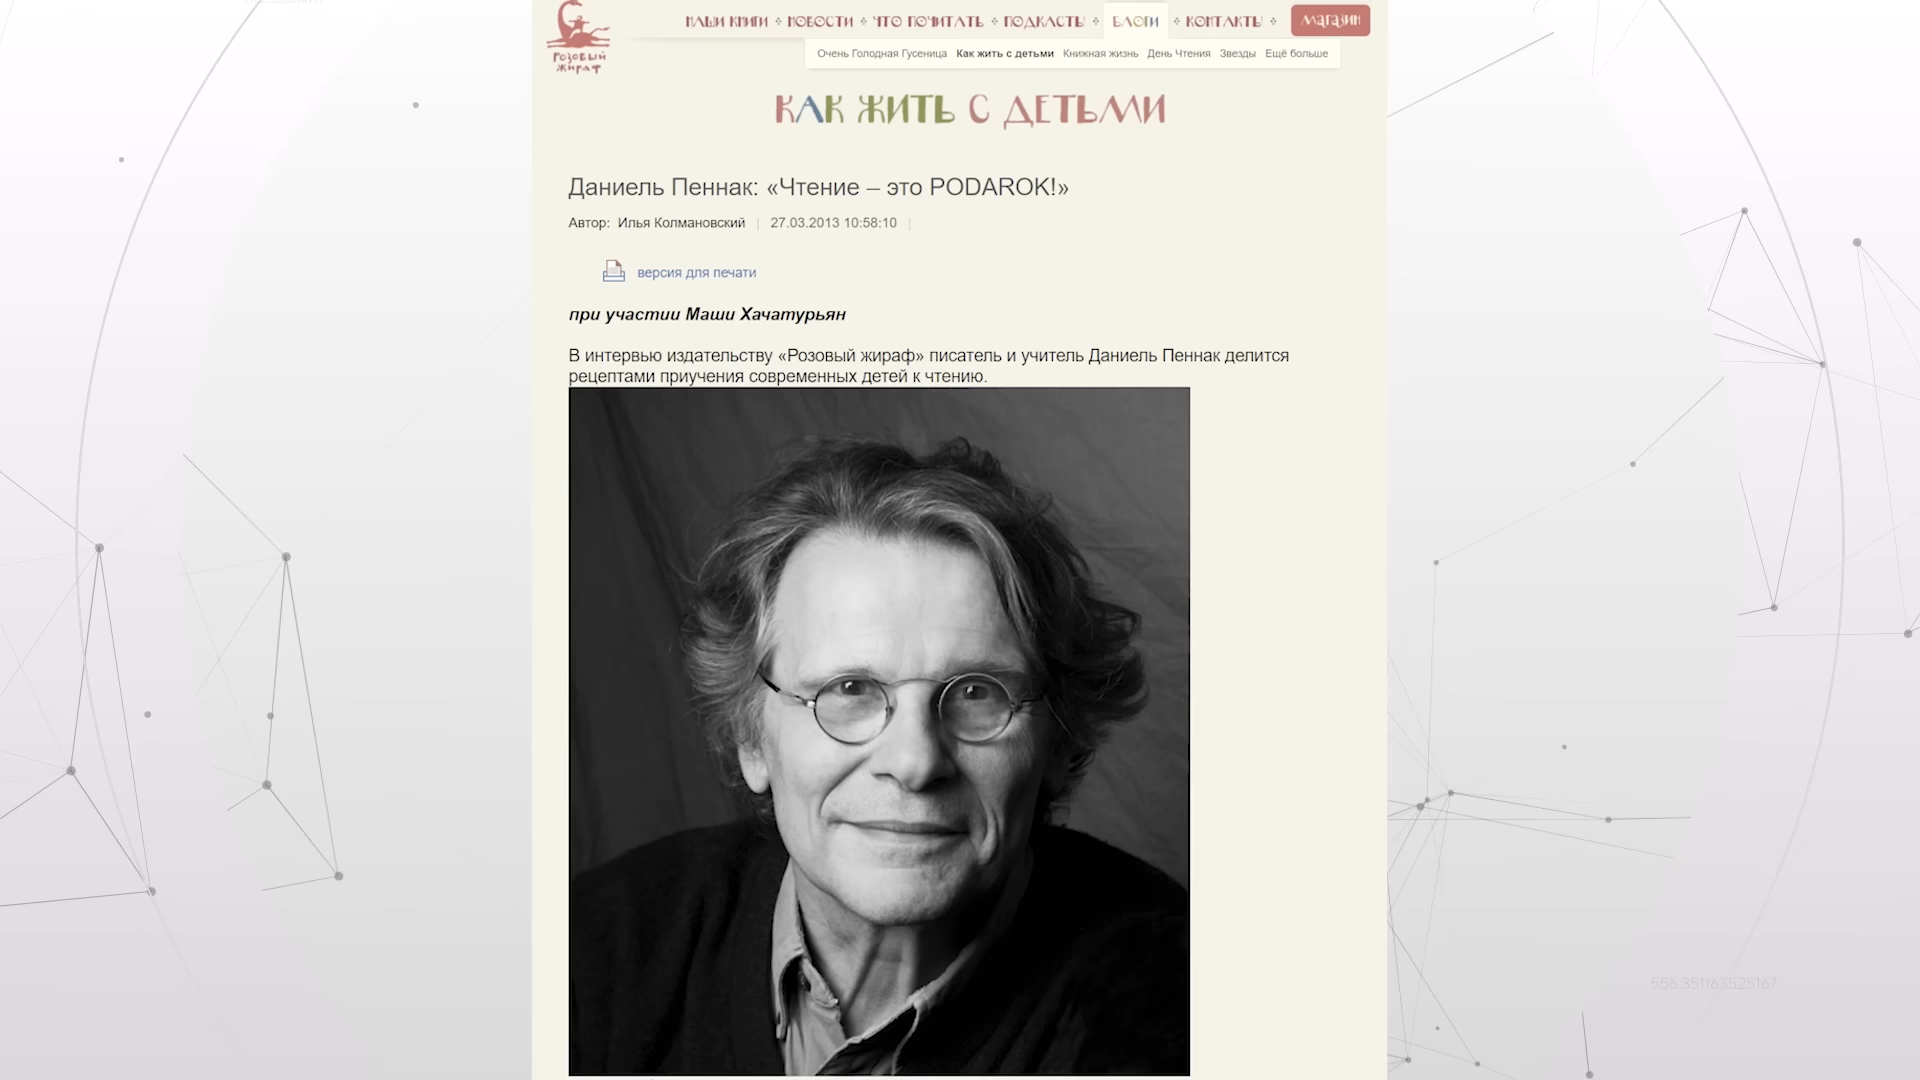 Розовый
жираф
НАШИ КНИГИ НОВОСТИ ЧТО ПОЧИТАТЬ ПОДКАСТЫ БЛОГИ КОНТАКТЫ МАГАЗИН
Очень Голодная Гусеница Как жить с детьми Книжная жизнь День Чтения Звезды Ещё больше
КАК ЖИТЬ С ДЕТЬМИ
Даниель Пеннак: «Чтение – это PODAROK!»
Автор: Илья Колмановский | 27.03.2013 10:58:10 |
версия для печати
при участии Маши Хачатурьян
В интервью издательству «Розовый жираф» писатель и учитель Даниель Пеннак делится
рецептами приучения современных детей к чтению.
556.351163525167